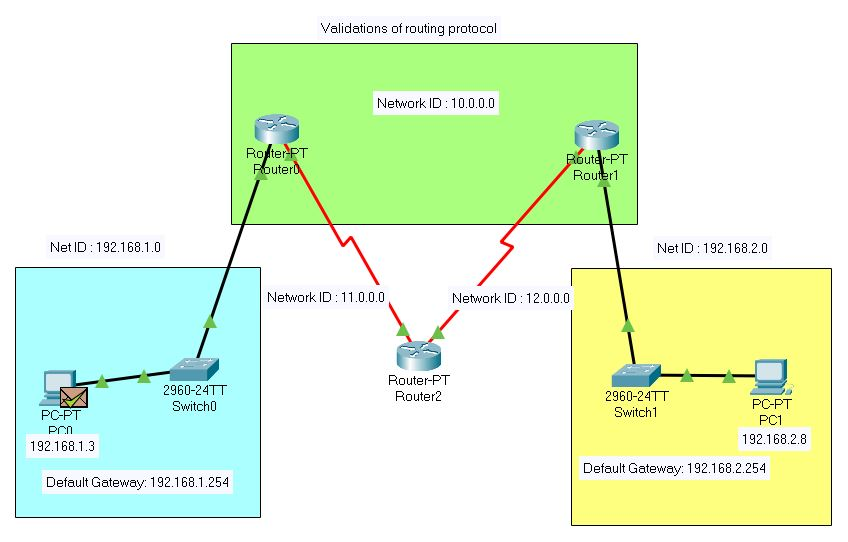 Validations of routing protocol
Network ID : 10.0.0.0
Router-PT
Router0
Router-PT
Router1
Net ID : 192.168.1.0
Net ID : 192.168.2.0
Network ID : 11.0.0.0
Network ID : 12.0.0.0
Router-PT
Router2
2960-24TT
Switch0
PC-PT
PC0
192.168.1.3
Default Gateway: 192.168.1.254
2960-24TT
Switch1
PC-PT
PC1
192.168.2.8
Default Gateway: 192.168.2.254